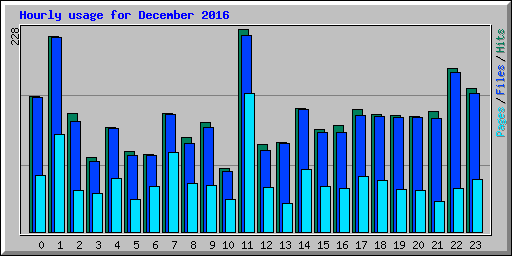 Hourly usage for December 2016
228
Pages/Files/Hits
0 1 2 3 4 5 6 7 8 9 10 11 12 13 14 15 16 17 18 19 20 21 22 23